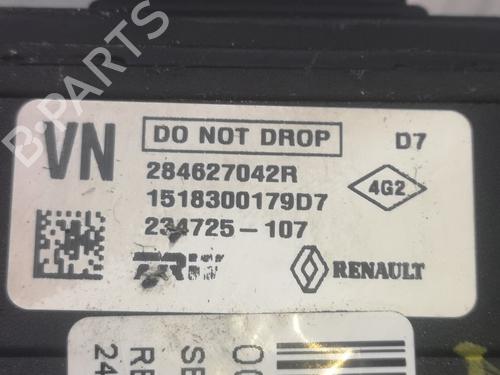 B-PARTS
VN
DO NOT DROP
D7
284627042R
1518300179D7
4G2
234725-107
TRW
RENAULT